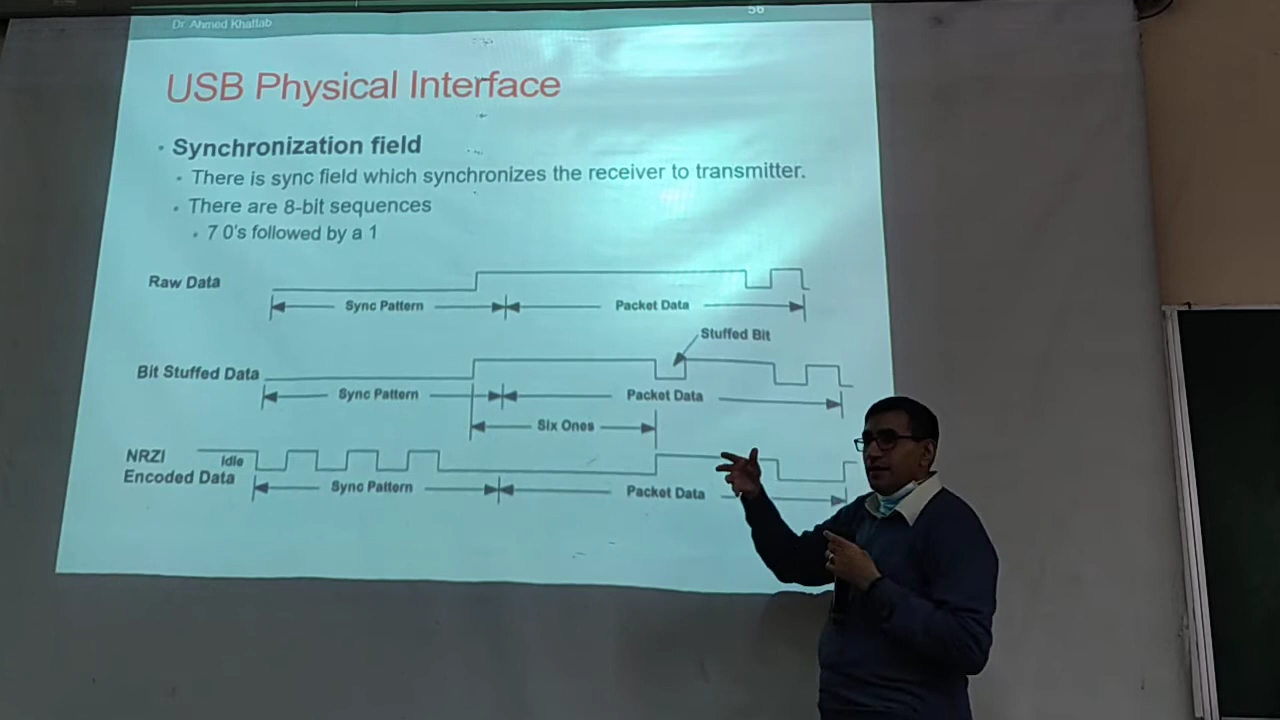 Dr Ahmed Khattab
56
USB Physical Interface
• Synchronization field
• There is sync field which synchronizes the receiver to transmitter.
• There are 8-bit sequences
• 7 0's followed by a 1
Raw Data
Sync Pattern
Packet Data
Stuffed Bit
Bit Stuffed Data
Sync Pattern
Packet Data
Six Ones
NRZI
Idle
Encoded Data
Sync Pattern
Packet Data